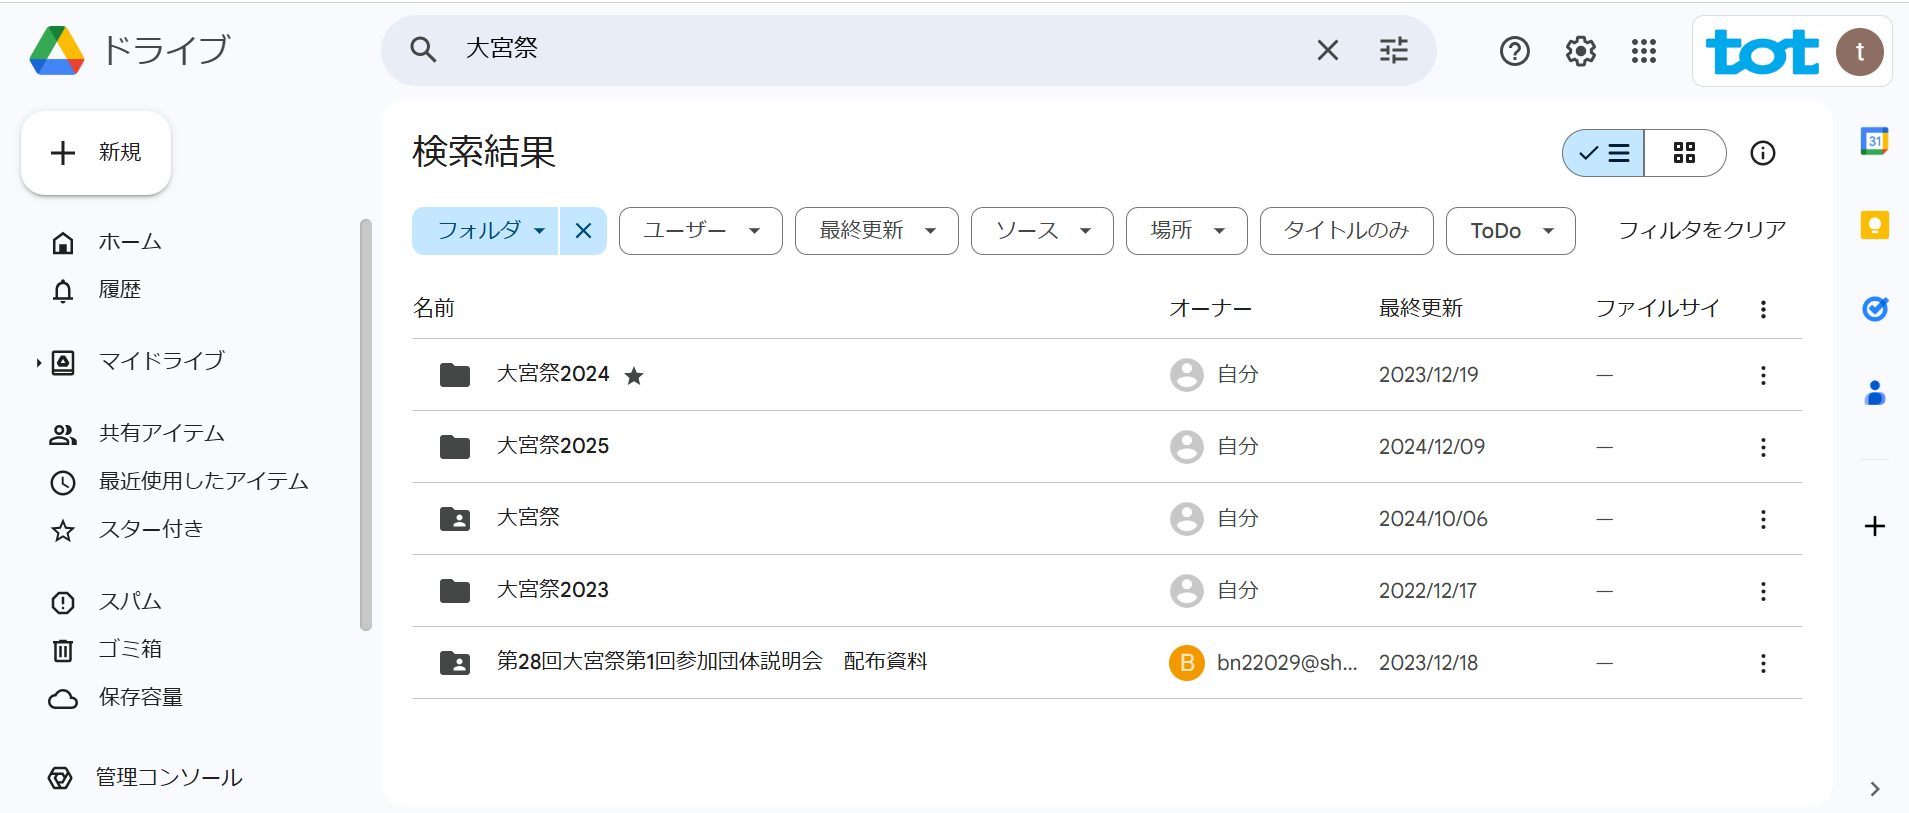 ドライブ
大宮祭
tot
t
新規
検索結果
フォルダ
ユーザー
最終更新
ソース
場所
タイトルのみ
ToDo
フィルタをクリア
ホーム
履歴
マイドライブ
共有アイテム
最近使用したアイテム
スター付き
スパム
ゴミ箱
保存容量
管理コンソール
名前 オーナー 最終更新 ファイルサイ
大宮祭2024 自分 2023/12/19 —
大宮祭2025 自分 2024/12/09 —
大宮祭 自分 2024/10/06 —
大宮祭2023 自分 2022/12/17 —
第28回大宮祭第1回参加団体説明会　配布資料 B bn22029@sh... 2023/12/18 —
31